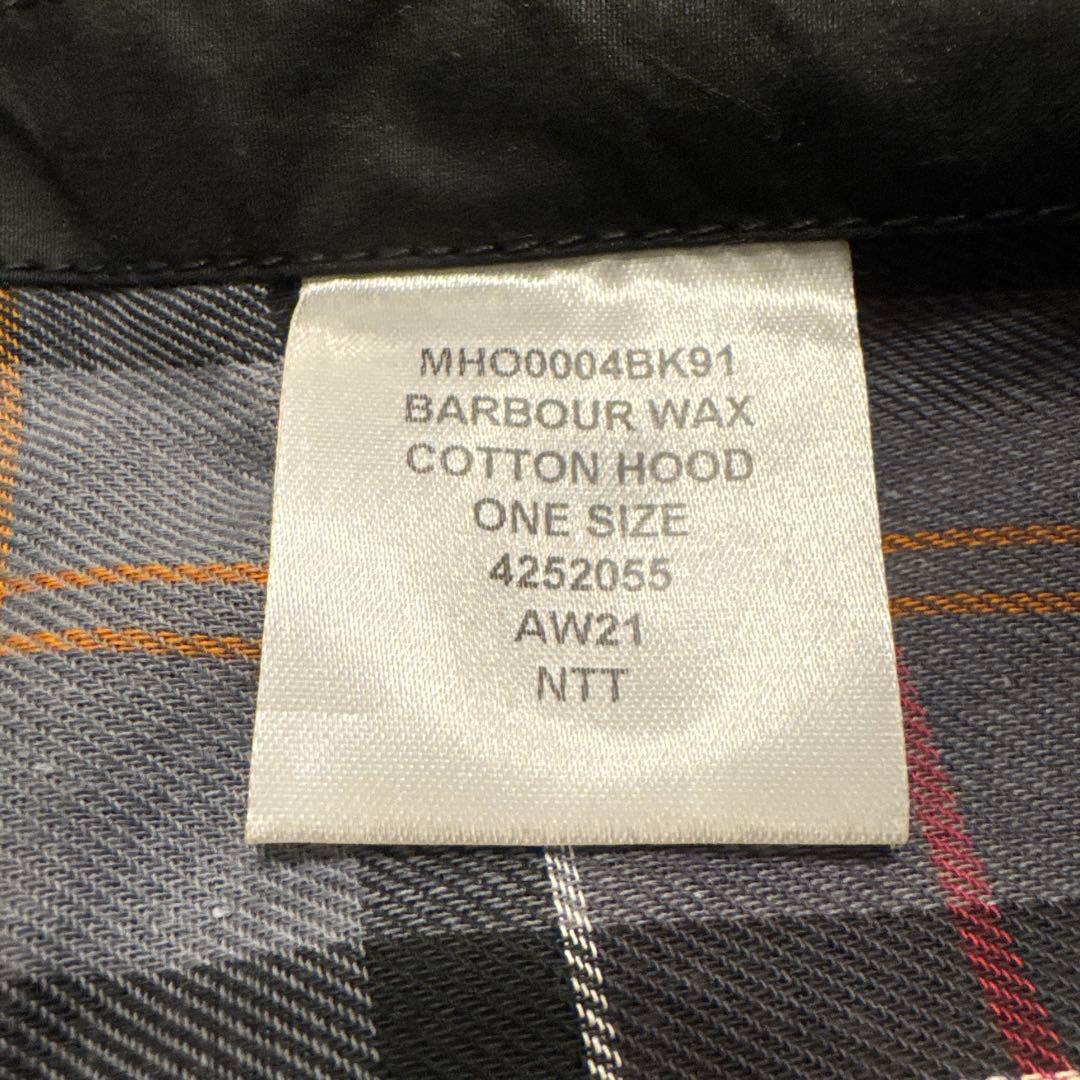 MHO0004BK91
BARBOUR WAX
COTTON HOOD
ONE SIZE
4252055
AW21
NTT